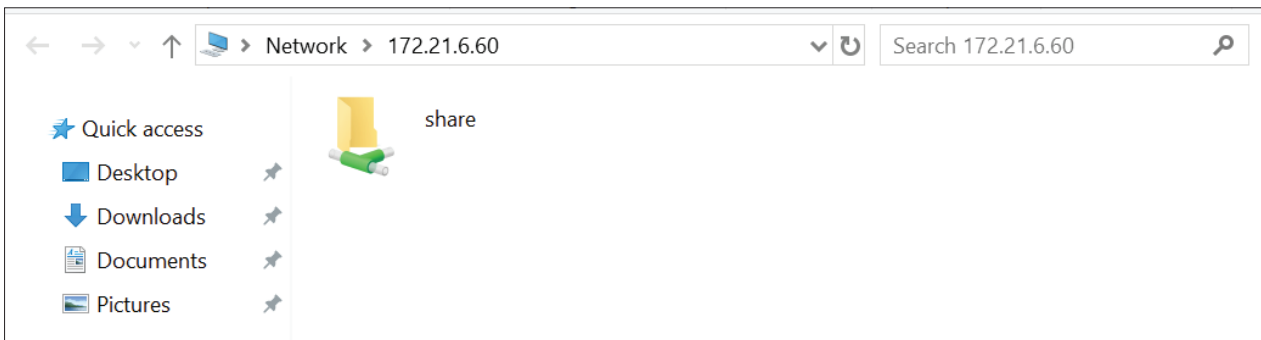 Network > 172.21.6.60
Search 172.21.6.60
Quick access
share
Desktop
Downloads
Documents
Pictures